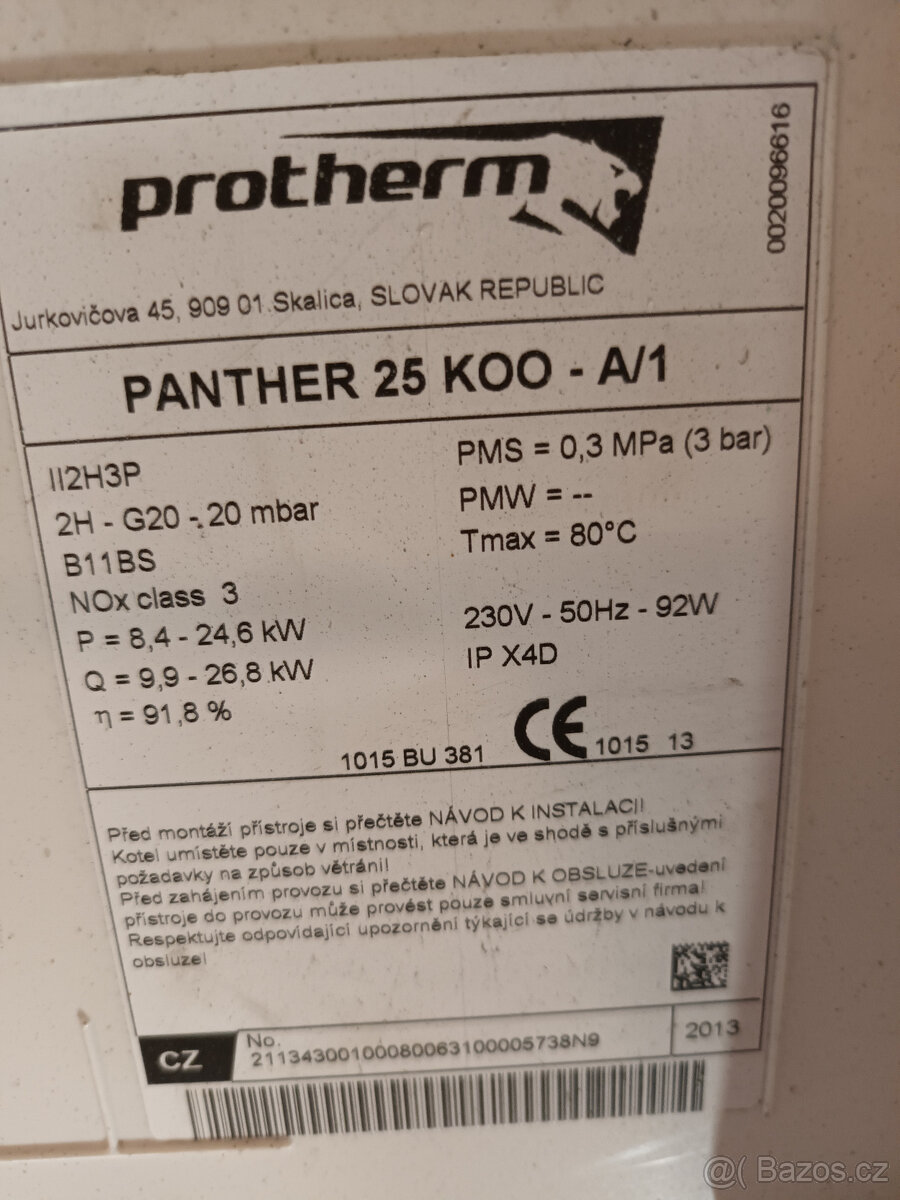 protherm
0020096616
Jurkovičova 45, 909 01 Skalica, SLOVAK REPUBLIC
PANTHER 25 KOO - A/1
II2H3P
2H - G20 - 20 mbar
B11BS
NOx class 3
P = 8,4 - 24,6 kW
Q = 9,9 - 26,8 kW
η = 91,8 %
PMS = 0,3 MPa (3 bar)
PMW = --
Tmax = 80°C
230V - 50Hz - 92W
IP X4D
1015 BU 381
CE 1015 13
Před montáží přístroje si přečtěte NÁVOD K INSTALACI!
Kotel umístěte pouze v místnosti, která je ve shodě s příslušnými
požadavky na způsob větrání!
Před zahájením provozu si přečtěte NÁVOD K OBSLUZE-uvedení
přístroje do provozu může provést pouze smluvní servisní firma!
Respektujte odpovídající upozornění týkající se údržby v návodu k
obsluze!
CZ
No.
21134300100080063100005738N9
2013
@( Bazos.cz